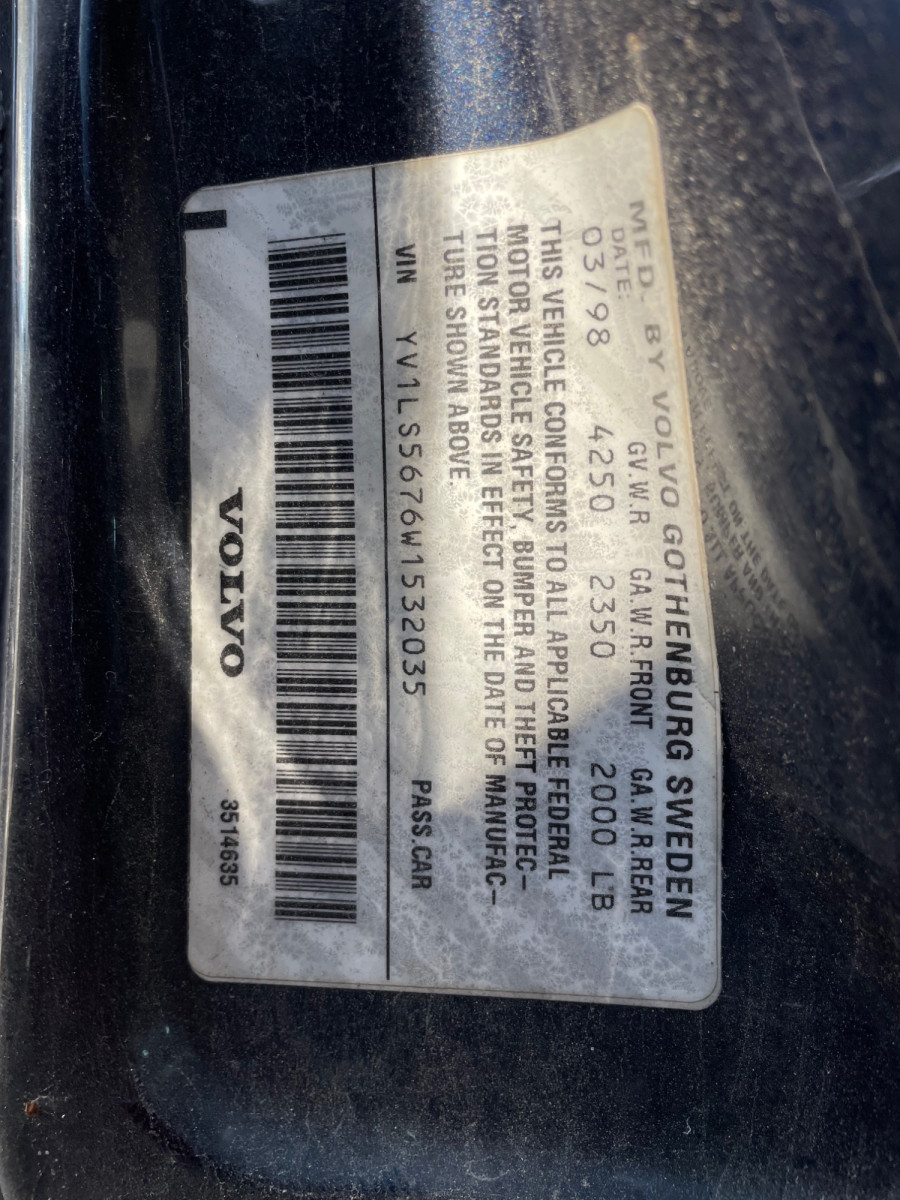 MFD. BY VOLVO GOTHENBURG SWEDEN
DATE: GV.W.R GA.W.R.FRONT GA.W.R.REAR
03/98 4250 2350 2000 LB
THIS VEHICLE CONFORMS TO ALL APPLICABLE FEDERAL
MOTOR VEHICLE SAFETY, BUMPER AND THEFT PROTEC-
TION STANDARDS IN EFFECT ON THE DATE OF MANUFAC-
TURE SHOWN ABOVE.
VIN YV1LS5676W1532035 PASS.CAR
VOLVO 3514635